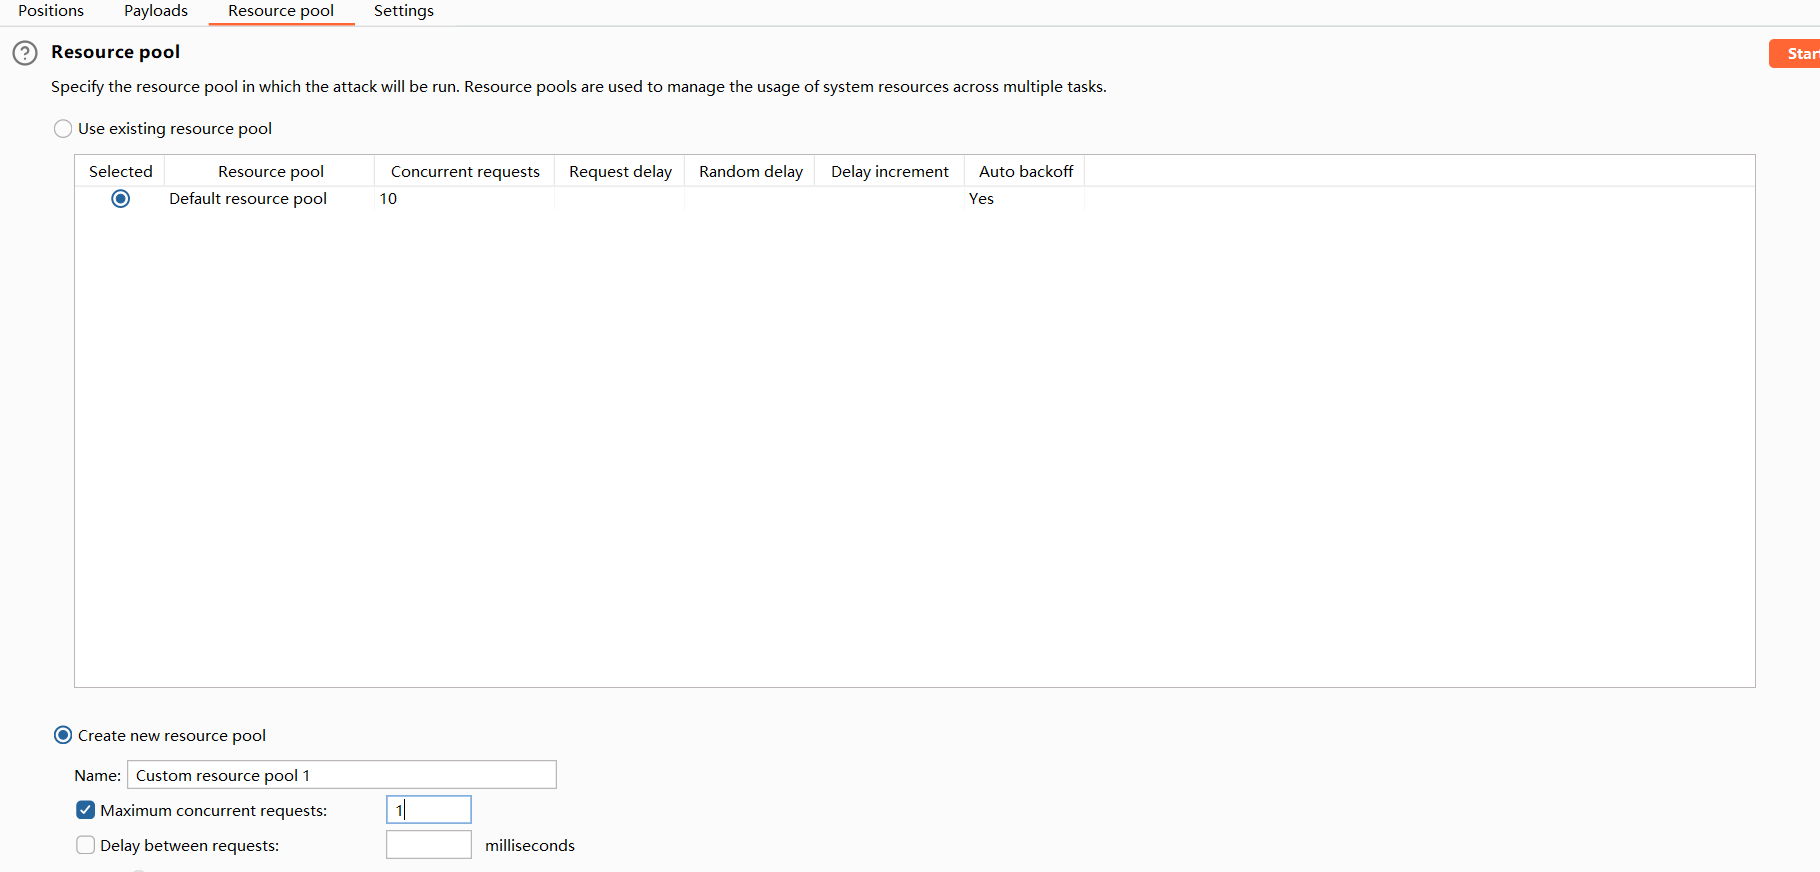 Positions Payloads Resource pool Settings
Resource pool
Star
Specify the resource pool in which the attack will be run. Resource pools are used to manage the usage of system resources across multiple tasks.
Use existing resource pool
Selected Resource pool Concurrent requests Request delay Random delay Delay increment Auto backoff
Default resource pool 10 Yes
Create new resource pool
Name: Custom resource pool 1
Maximum concurrent requests: 1
Delay between requests: milliseconds